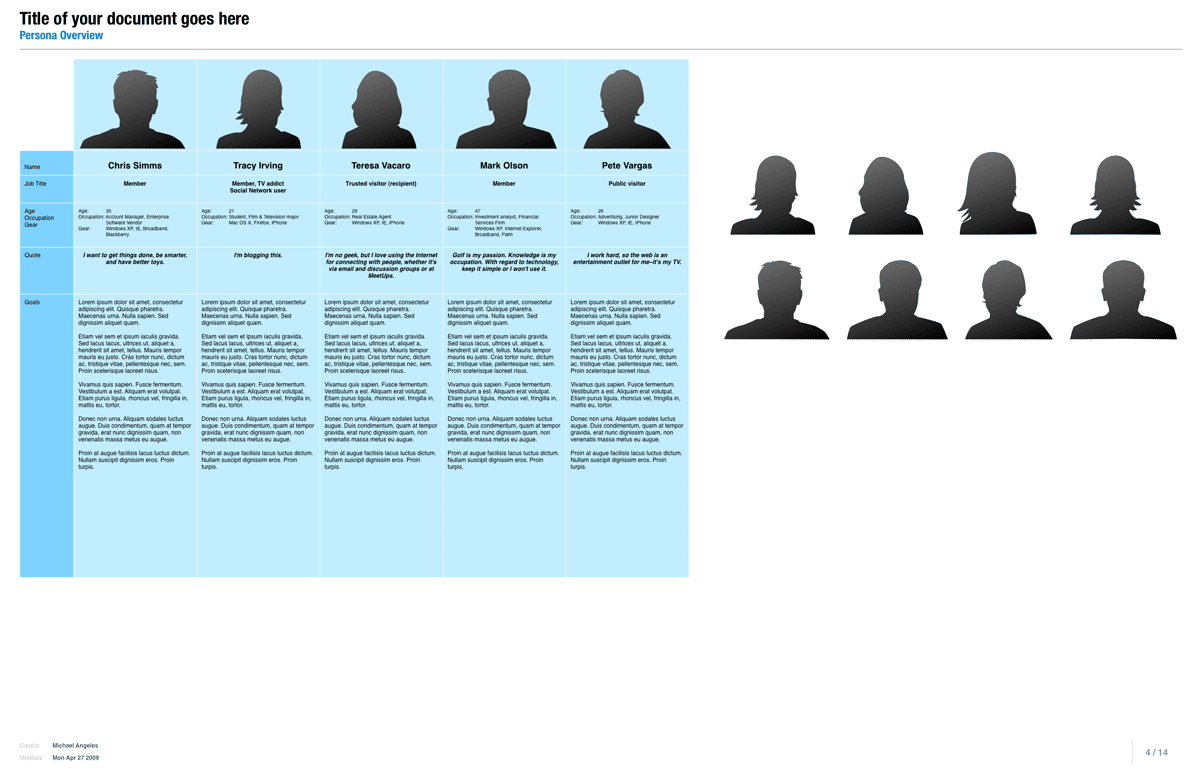 Title of your document goes here
Persona Overview
Name
Chris Simms
Tracy Irving
Teresa Vacaro
Mark Olson
Pete Vargas
Job Title
Member
Member, TV addict
Social Network user
Trusted visitor (recipient)
Member
Public visitor
Age
Occupation
Gear
Age: 35
Occupation: Account Manager, Enterprise
Software Vendor
Gear: Windows XP, IE, Broadband,
Blackberry
Age: 21
Occupation: Student, Film & Television major
Gear: Mac OS X, Firefox, iPhone
Age: 29
Occupation: Real Estate Agent
Gear: Windows XP, IE, iPhone
Age: 47
Occupation: Investment analyst, Financial
Services Firm
Gear: Windows XP, Internet Explorer,
Broadband, Palm
Age: 26
Occupation: Advertising, Junior Designer
Gear: Windows XP, IE, iPhone
Quote
I want to get things done, be smarter,
and have better toys.
I'm blogging this.
I'm no geek, but I love using the Internet
for connecting with people, whether it's
via email and discussion groups or at
MeetUps.
Golf is my passion. Knowledge is my
occupation. With regard to technology,
keep it simple or I won't use it.
I work hard, so the web is an
entertainment outlet for me–it's my TV.
Goals
Lorem ipsum dolor sit amet, consectetur
adipiscing elit. Quisque pharetra.
Maecenas urna. Nulla sapien. Sed
dignissim aliquet quam.
Etiam vel sem et ipsum iaculis gravida.
Sed lacus lacus, ultrices ut, aliquet a,
hendrerit sit amet, tellus. Mauris tempor
mauris eu justo. Cras tortor nunc, dictum
ac, tristique vitae, pellentesque nec, sem.
Proin scelerisque laoreet risus.
Vivamus quis sapien. Fusce fermentum.
Vestibulum a est. Aliquam erat volutpat.
Etiam purus ligula, rhoncus vel, fringilla in,
mattis eu, tortor.
Donec non urna. Aliquam sodales luctus
augue. Duis condimentum, quam at tempor
gravida, erat nunc dignissim quam, non
venenatis massa metus eu augue.
Proin at augue facilisis lacus luctus dictum.
Nullam suscipit dignissim eros. Proin
turpis.
Lorem ipsum dolor sit amet, consectetur
adipiscing elit. Quisque pharetra.
Maecenas urna. Nulla sapien. Sed
dignissim aliquet quam.
Etiam vel sem et ipsum iaculis gravida.
Sed lacus lacus, ultrices ut, aliquet a,
hendrerit sit amet, tellus. Mauris tempor
mauris eu justo. Cras tortor nunc, dictum
ac, tristique vitae, pellentesque nec, sem.
Proin scelerisque laoreet risus.
Vivamus quis sapien. Fusce fermentum.
Vestibulum a est. Aliquam erat volutpat.
Etiam purus ligula, rhoncus vel, fringilla in,
mattis eu, tortor.
Donec non urna. Aliquam sodales luctus
augue. Duis condimentum, quam at tempor
gravida, erat nunc dignissim quam, non
venenatis massa metus eu augue.
Proin at augue facilisis lacus luctus dictum.
Nullam suscipit dignissim eros. Proin
turpis.
Lorem ipsum dolor sit amet, consectetur
adipiscing elit. Quisque pharetra.
Maecenas urna. Nulla sapien. Sed
dignissim aliquet quam.
Etiam vel sem et ipsum iaculis gravida.
Sed lacus lacus, ultrices ut, aliquet a,
hendrerit sit amet, tellus. Mauris tempor
mauris eu justo. Cras tortor nunc, dictum
ac, tristique vitae, pellentesque nec, sem.
Proin scelerisque laoreet risus.
Vivamus quis sapien. Fusce fermentum.
Vestibulum a est. Aliquam erat volutpat.
Etiam purus ligula, rhoncus vel, fringilla in,
mattis eu, tortor.
Donec non urna. Aliquam sodales luctus
augue. Duis condimentum, quam at tempor
gravida, erat nunc dignissim quam, non
venenatis massa metus eu augue.
Proin at augue facilisis lacus luctus dictum.
Nullam suscipit dignissim eros. Proin
turpis.
Lorem ipsum dolor sit amet, consectetur
adipiscing elit. Quisque pharetra.
Maecenas urna. Nulla sapien. Sed
dignissim aliquet quam.
Etiam vel sem et ipsum iaculis gravida.
Sed lacus lacus, ultrices ut, aliquet a,
hendrerit sit amet, tellus. Mauris tempor
mauris eu justo. Cras tortor nunc, dictum
ac, tristique vitae, pellentesque nec, sem.
Proin scelerisque laoreet risus.
Vivamus quis sapien. Fusce fermentum.
Vestibulum a est. Aliquam erat volutpat.
Etiam purus ligula, rhoncus vel, fringilla in,
mattis eu, tortor.
Donec non urna. Aliquam sodales luctus
augue. Duis condimentum, quam at tempor
gravida, erat nunc dignissim quam, non
venenatis massa metus eu augue.
Proin at augue facilisis lacus luctus dictum.
Nullam suscipit dignissim eros. Proin
turpis.
Lorem ipsum dolor sit amet, consectetur
adipiscing elit. Quisque pharetra.
Maecenas urna. Nulla sapien. Sed
dignissim aliquet quam.
Etiam vel sem et ipsum iaculis gravida.
Sed lacus lacus, ultrices ut, aliquet a,
hendrerit sit amet, tellus. Mauris tempor
mauris eu justo. Cras tortor nunc, dictum
ac, tristique vitae, pellentesque nec, sem.
Proin scelerisque laoreet risus.
Vivamus quis sapien. Fusce fermentum.
Vestibulum a est. Aliquam erat volutpat.
Etiam purus ligula, rhoncus vel, fringilla in,
mattis eu, tortor.
Donec non urna. Aliquam sodales luctus
augue. Duis condimentum, quam at tempor
gravida, erat nunc dignissim quam, non
venenatis massa metus eu augue.
Proin at augue facilisis lacus luctus dictum.
Nullam suscipit dignissim eros. Proin
turpis.
Creator Michael Angeles
Modified Mon Apr 27 2009
4 / 14